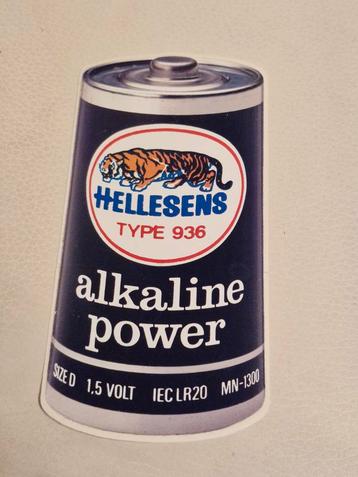 HELLESENS
TYPE 936
alkaline
power
SIZE D 1.5 VOLT IEC LR20 MN-1300